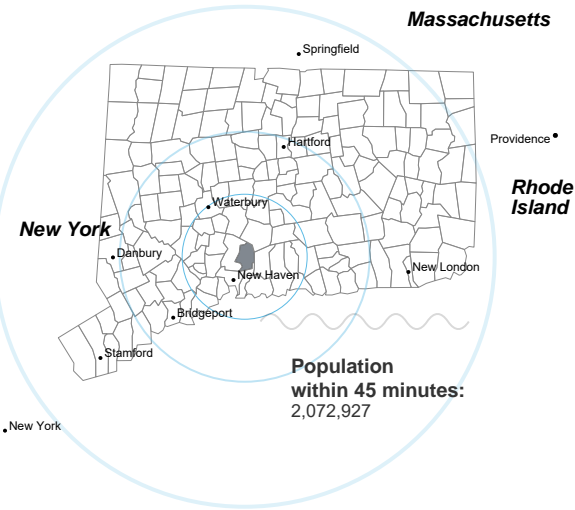 Massachusetts
Springfield
Providence
Hartford
Rhode
Island
Waterbury
New York
Danbury
New London
New Haven
Bridgeport
Stamford
Population
within 45 minutes:
2,072,927
New York